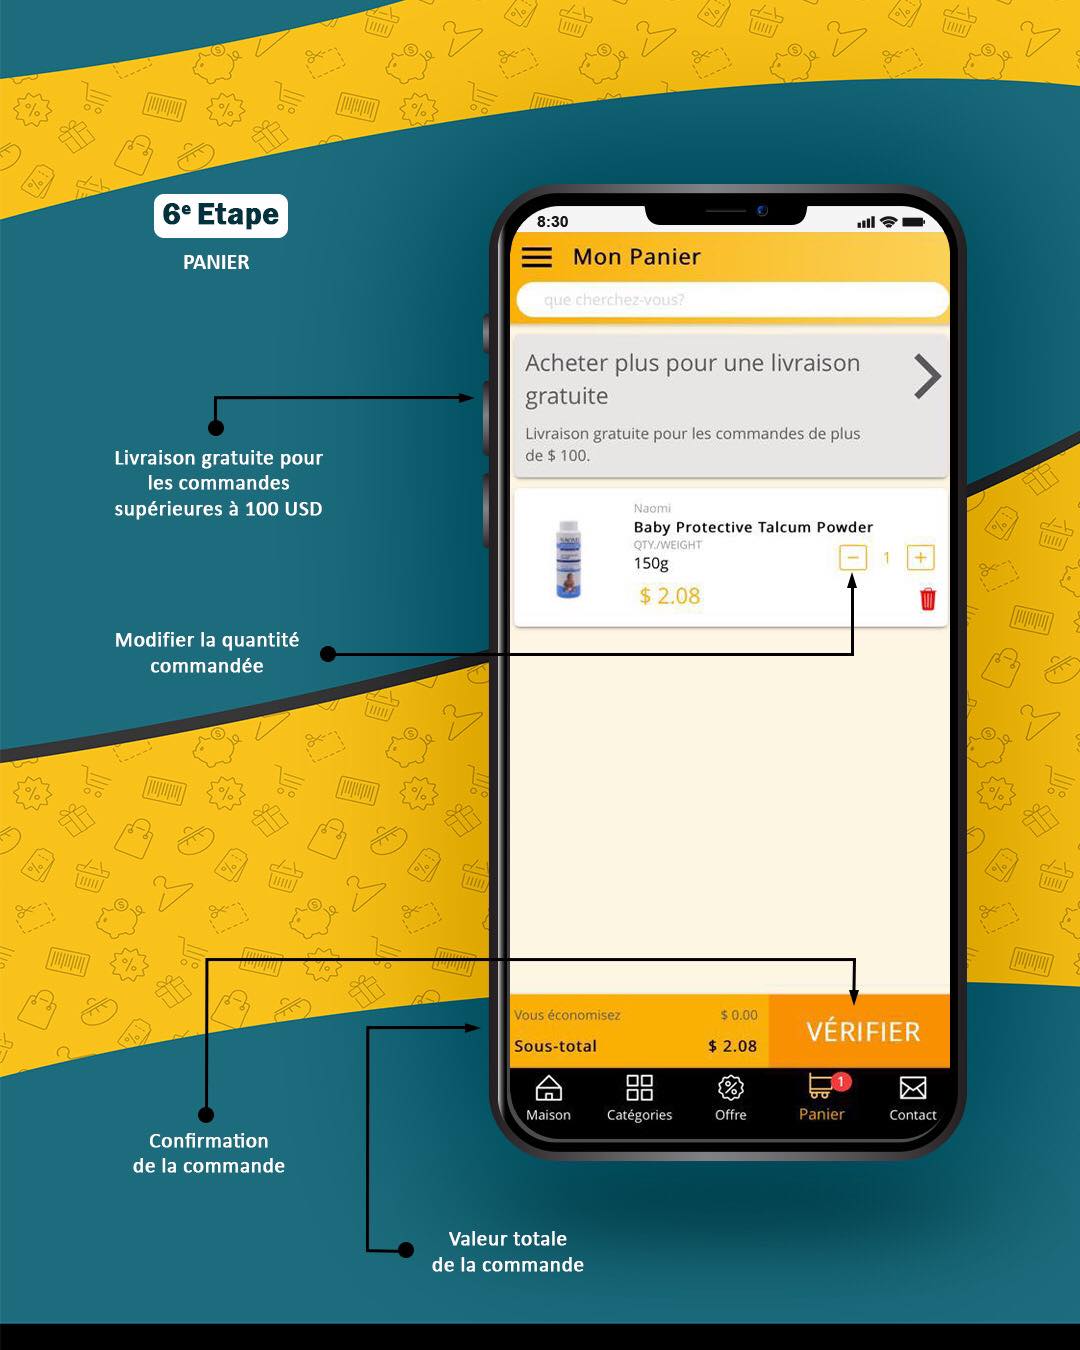 6e Etape
PANIER
8:30
Mon Panier
que cherchez-vous?
Acheter plus pour une livraison
gratuite
Livraison gratuite pour les commandes de plus
de $ 100.
Livraison gratuite pour
les commandes
supérieures à 100 USD
Naomi
Baby Protective Talcum Powder
QTY./WEIGHT
150g
1
$ 2.08
Modifier la quantité
commandée
Vous économisez
$ 0.00
Sous-total
$ 2.08
VÉRIFIER
1
Maison
Catégories
Offre
Panier
Contact
Confirmation
de la commande
Valeur totale
de la commande